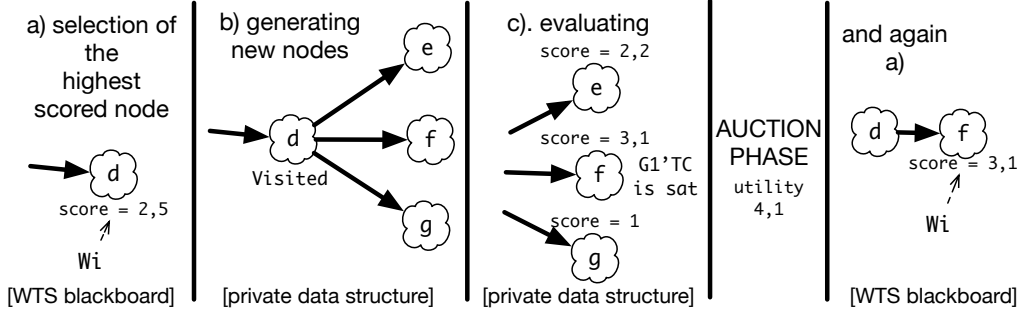 a) selection of
the
highest
scored node
d
score = 2,5
Wi
[WTS blackboard]
b) generating
new nodes
e
d
f
Visited
g
[private data structure]
c). evaluating
score = 2,2
e
score = 3,1
f
G1'TC
is sat
score = 1
g
[private data structure]
AUCTION
PHASE
utility
4,1
and again
a)
d
f
score = 3,1
Wi
[WTS blackboard]